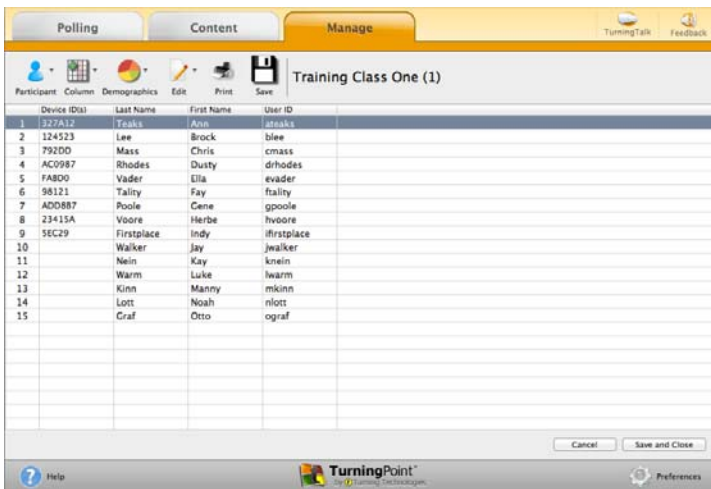 Polling Content Manage TurningTalk Feedback
Participant Column Demographics Edit Print Save Training Class One (1)
Device ID(s) Last Name First Name User ID
1 327A12 Teaks Ann ateaks
2 124523 Lee Brock blee
3 792DD Mass Chris cmass
4 AC0987 Rhodes Dusty drhodes
5 FA8D0 Vader Ella evader
6 98121 Tality Fay ftality
7 ADD8B7 Poole Gene gpoole
8 23415A Voore Herbe hvoore
9 5EC29 Firstplace Indy ifirstplace
10 Walker Jay jwalker
11 Nein Kay knein
12 Warm Luke lwarm
13 Kinn Manny mkinn
14 Lott Noah nlott
15 Graf Otto ograf
Cancel Save and Close
Help TurningPoint Preferences
by Turning Technologies